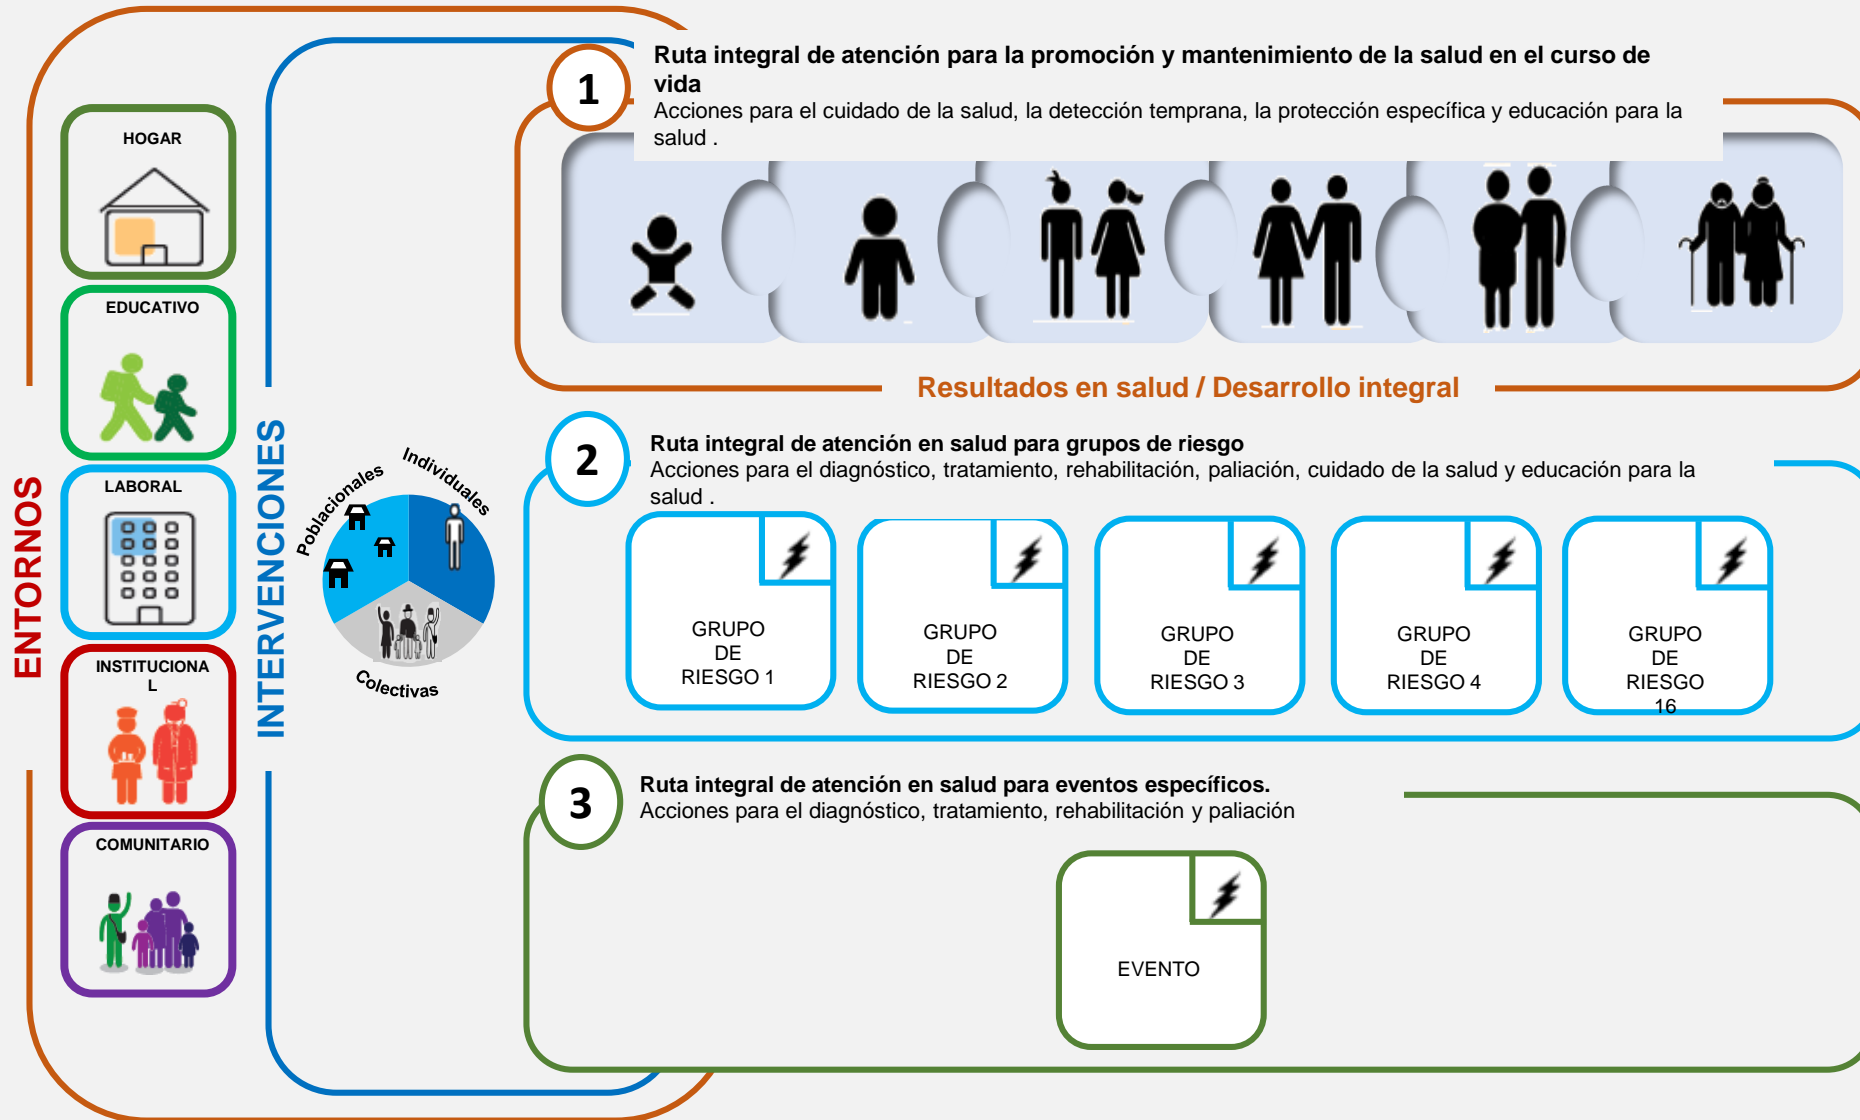 1
Ruta integral de atención para la promoción y mantenimiento de la salud en el curso de
vida
Acciones para el cuidado de la salud, la detección temprana, la protección específica y educación para la
salud .
HOGAR
EDUCATIVO
LABORAL
INSTITUCIONA
L
COMUNITARIO
ENTORNOS
INTERVENCIONES
Poblacionales
Individuales
Colectivas
Resultados en salud / Desarrollo integral
2
Ruta integral de atención en salud para grupos de riesgo
Acciones para el diagnóstico, tratamiento, rehabilitación, paliación, cuidado de la salud y educación para la
salud .
GRUPO
DE
RIESGO 1
GRUPO
DE
RIESGO 2
GRUPO
DE
RIESGO 3
GRUPO
DE
RIESGO 4
GRUPO
DE
RIESGO
16
3
Ruta integral de atención en salud para eventos específicos.
Acciones para el diagnóstico, tratamiento, rehabilitación y paliación
EVENTO